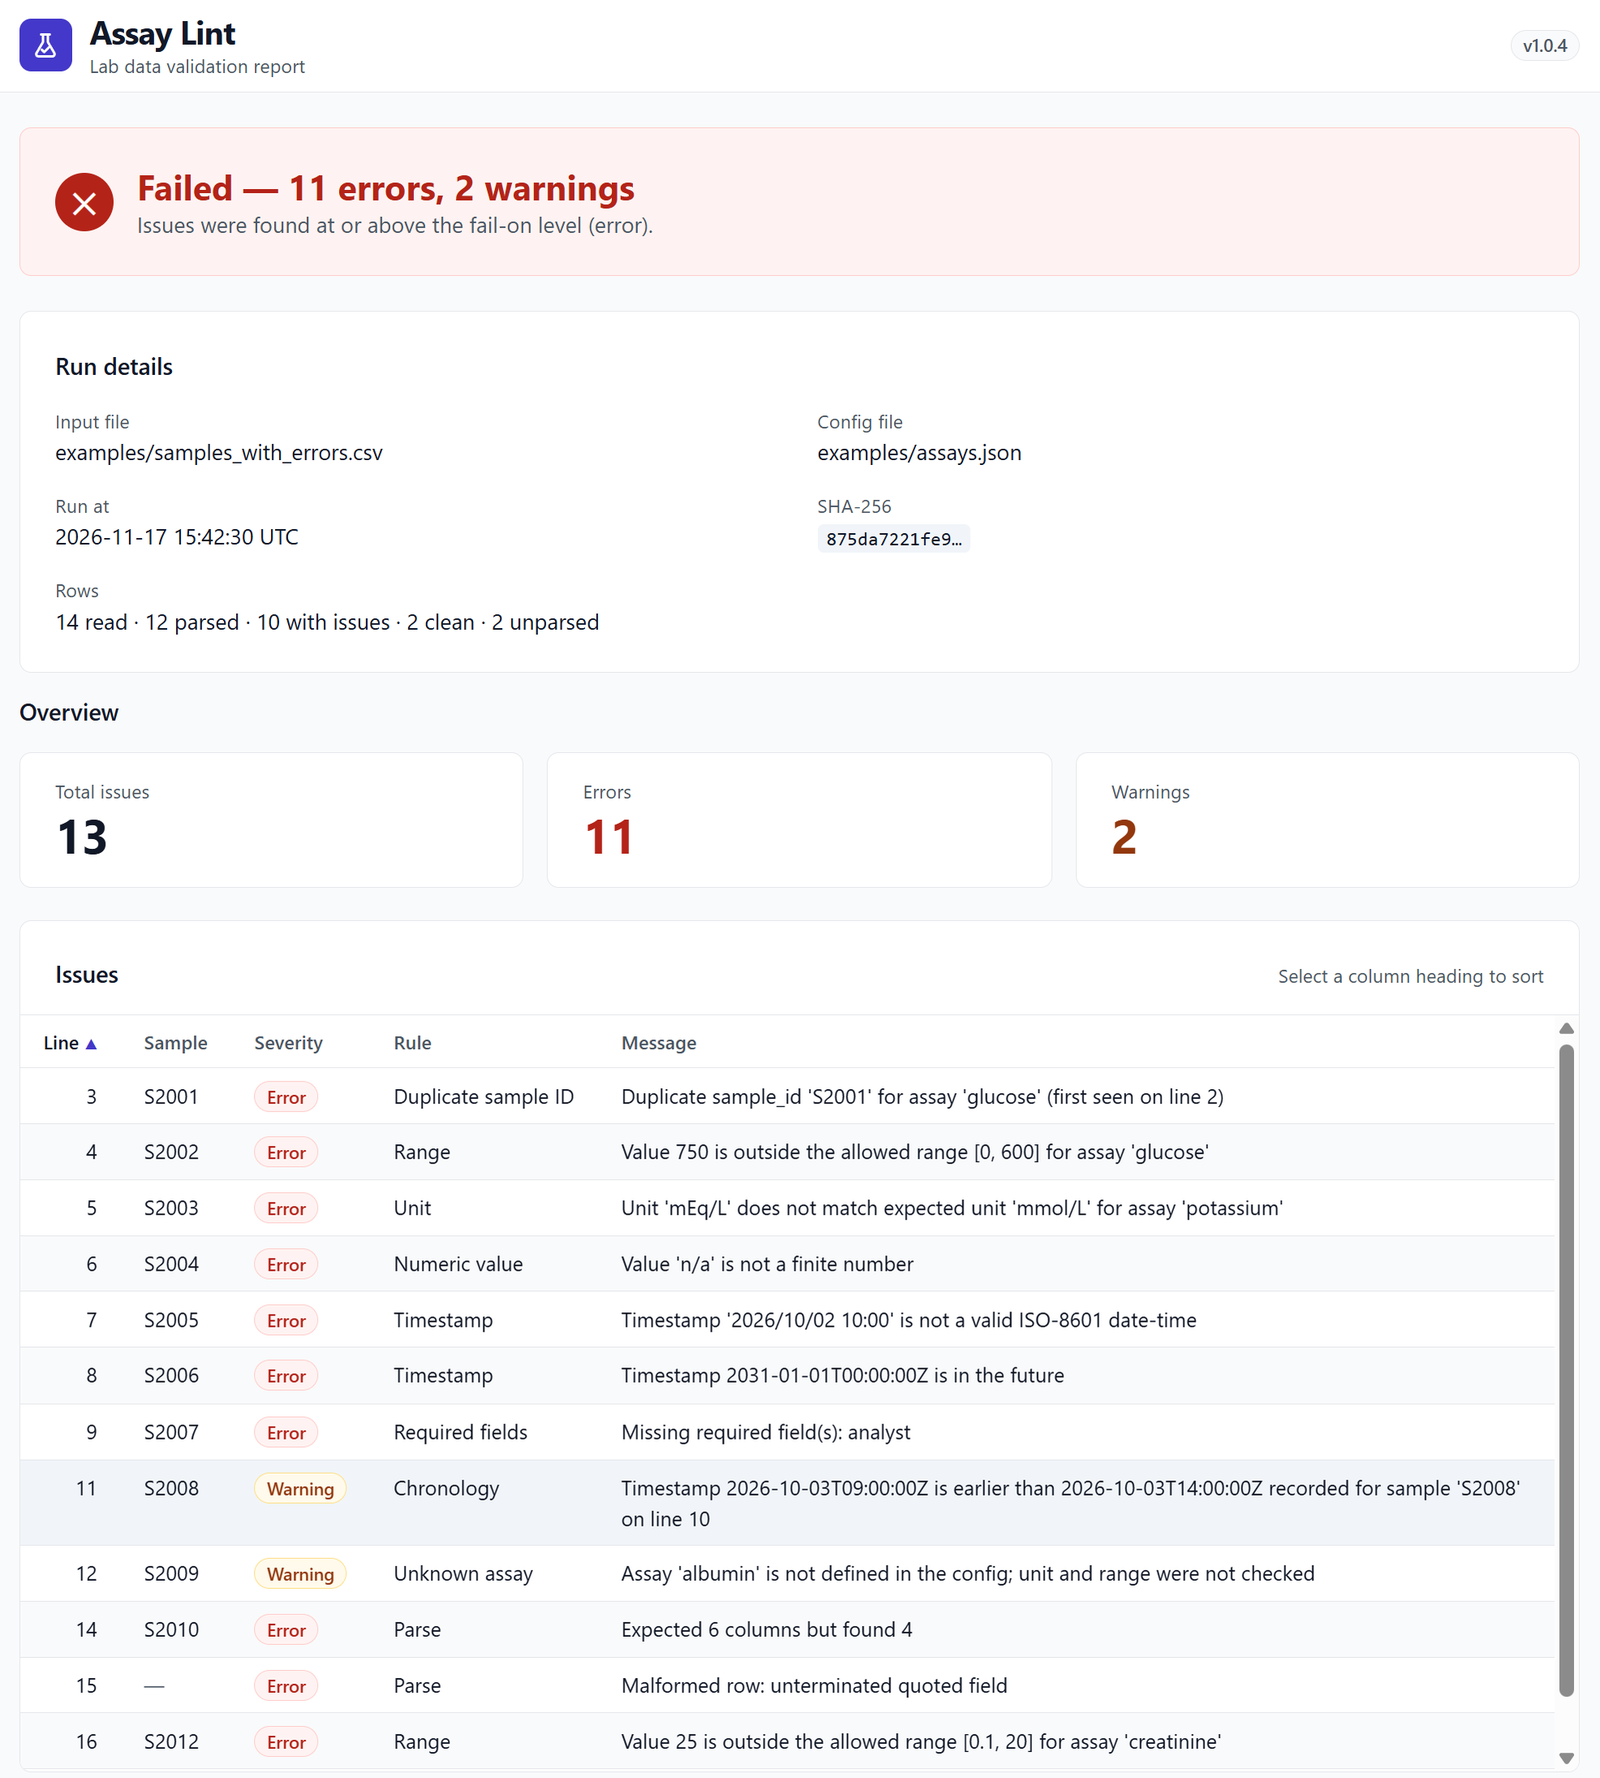 Assay Lint
Lab data validation report
v1.0.4
Failed — 11 errors, 2 warnings
Issues were found at or above the fail-on level (error).
Run details
Input file
examples/samples_with_errors.csv
Config file
examples/assays.json
Run at
2026-11-17 15:42:30 UTC
SHA-256
875da7221fe9…
Rows
14 read · 12 parsed · 10 with issues · 2 clean · 2 unparsed
Overview
Total issues
13
Errors
11
Warnings
2
Issues
Select a column heading to sort
Line ▲ Sample Severity Rule Message
3 S2001 Error Duplicate sample ID Duplicate sample_id 'S2001' for assay 'glucose' (first seen on line 2)
4 S2002 Error Range Value 750 is outside the allowed range [0, 600] for assay 'glucose'
5 S2003 Error Unit Unit 'mEq/L' does not match expected unit 'mmol/L' for assay 'potassium'
6 S2004 Error Numeric value Value 'n/a' is not a finite number
7 S2005 Error Timestamp Timestamp '2026/10/02 10:00' is not a valid ISO-8601 date-time
8 S2006 Error Timestamp Timestamp 2031-01-01T00:00:00Z is in the future
9 S2007 Error Required fields Missing required field(s): analyst
11 S2008 Warning Chronology Timestamp 2026-10-03T09:00:00Z is earlier than 2026-10-03T14:00:00Z recorded for sample 'S2008'
on line 10
12 S2009 Warning Unknown assay Assay 'albumin' is not defined in the config; unit and range were not checked
14 S2010 Error Parse Expected 6 columns but found 4
15 — Error Parse Malformed row: unterminated quoted field
16 S2012 Error Range Value 25 is outside the allowed range [0.1, 20] for assay 'creatinine'